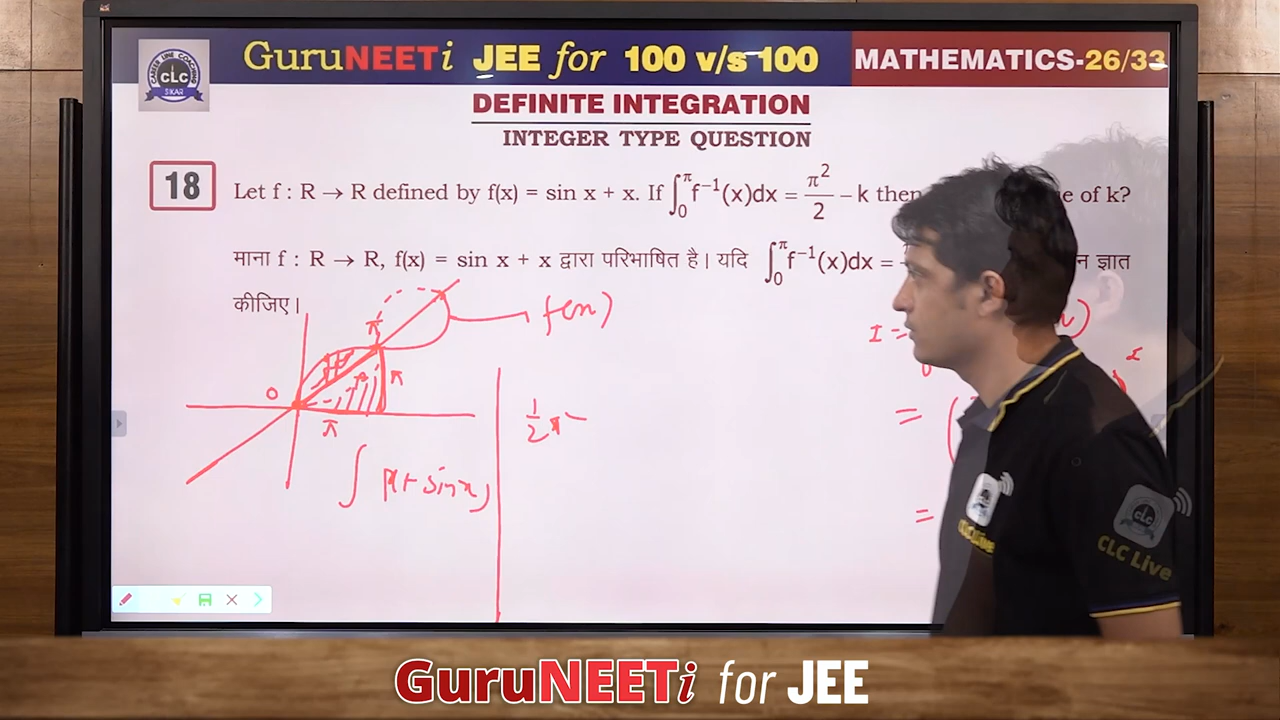 GuruNEETi JEE for 100 v/s 100
MATHEMATICS-26/33
CLC
SIKAR
DEFINITE INTEGRATION
INTEGER TYPE QUESTION
18
Let f : R → R defined by f(x) = sin x + x. If ∫₀^π f⁻¹(x)dx = π²/2 − k then e of k?
माना f : R → R, f(x) = sin x + x द्वारा परिभाषित है। यदि ∫₀^π f⁻¹(x)dx = ज्ञात
कीजिए।
f(x)
π
0
π
π
I =
=
½π²
∫ (x + sin x)
=
CLC Live
GuruNEETi for JEE